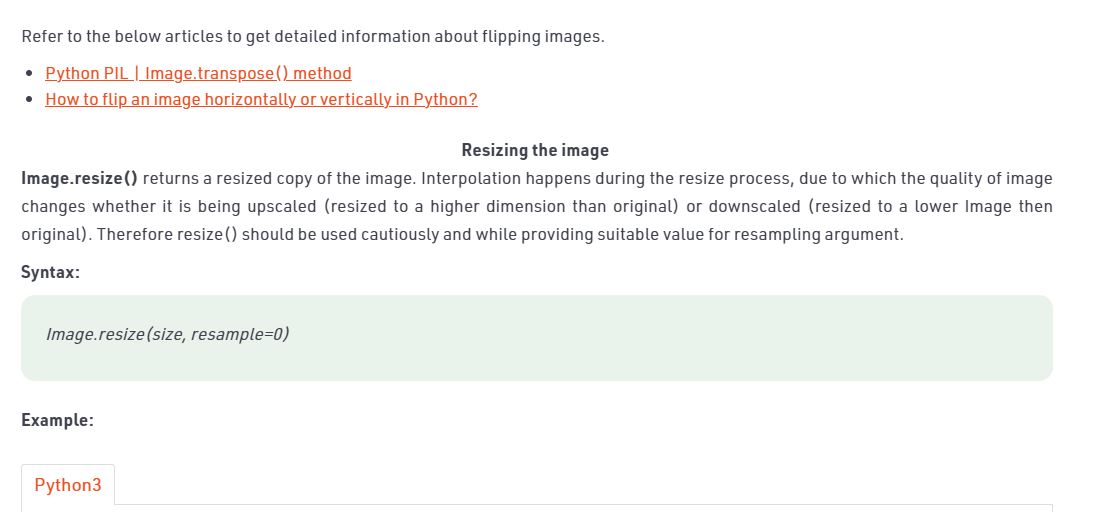 Refer to the below articles to get detailed information about flipping images.
Python PIL | Image.transpose() method
How to flip an image horizontally or vertically in Python?
Resizing the image
Image.resize() returns a resized copy of the image. Interpolation happens during the resize process, due to which the quality of image
changes whether it is being upscaled (resized to a higher dimension than original) or downscaled (resized to a lower Image then
original). Therefore resize() should be used cautiously and while providing suitable value for resampling argument.
Syntax:
Image.resize(size, resample=0)
Example:
Python3